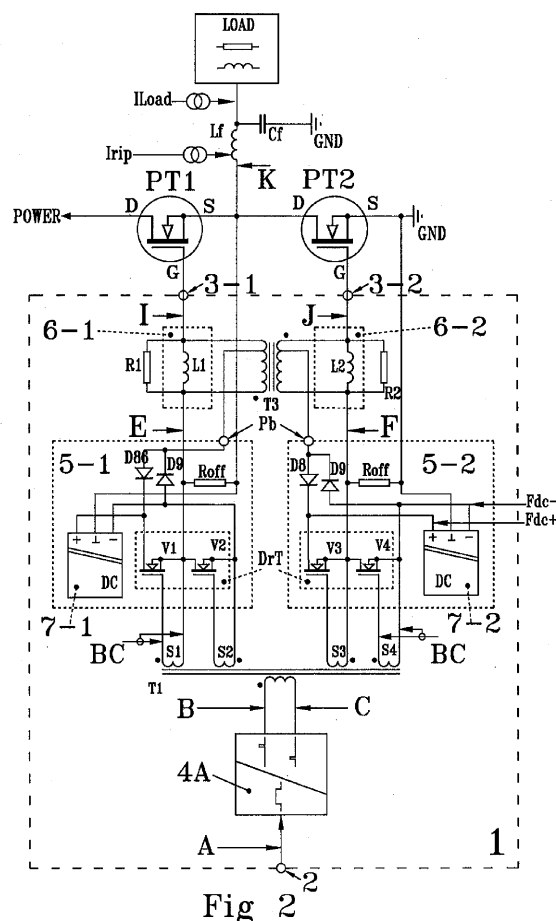 LOAD
ILoad
Lf
Cf
GND
Irip
K
PT1
PT2
POWER
D
S
D
S
GND
G
G
3-1
3-2
I
J
6-1
6-2
R1
L1
L2
R2
T3
E
Pb
F
5-1
D86
D9
Roff
D8
D9
Roff
5-2
Fdc-
Fdc+
+ ⊥ −
V1
V2
DrT
V3
V4
+ ⊥ −
DC
DC
7-1
7-2
BC
S1
S2
S3
S4
BC
T1
B
C
4A
A
1
2
Fig 2